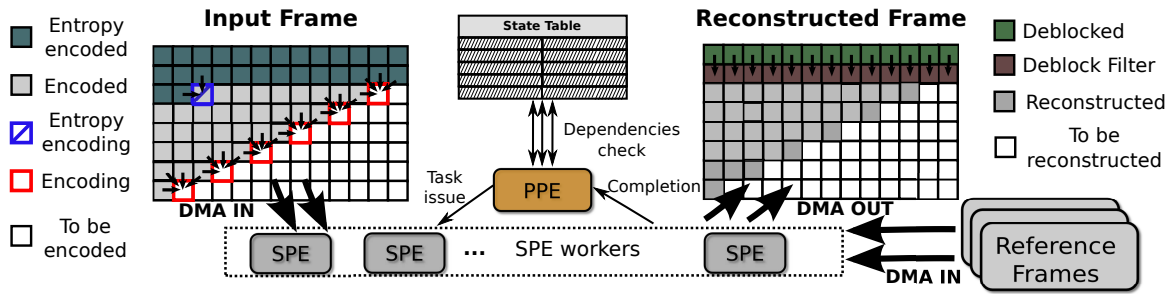 Input Frame
State Table
Reconstructed Frame
Entropy
encoded
Encoded
Entropy
encoding
Encoding
To be
encoded
Deblocked
Deblock Filter
Reconstructed
To be
reconstructed
Dependencies
check
Task
issue
PPE
Completion
DMA IN
DMA OUT
SPE
SPE
...
SPE workers
SPE
DMA IN
Reference
Frames